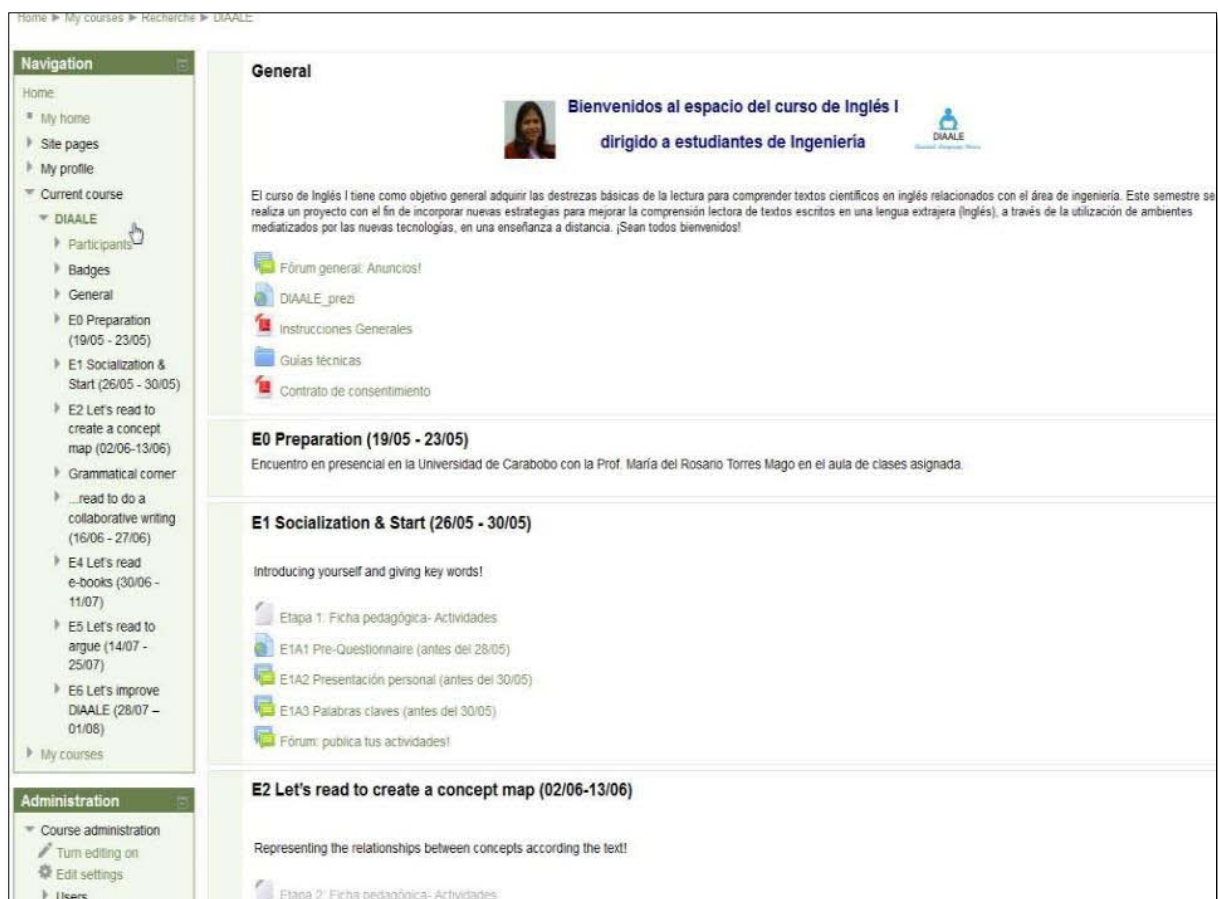 Home ► My courses ► Recherche ► DIAALE
Navigation
Home
My home
Site pages
My profile
Current course
DIAALE
Participants
Badges
General
E0 Preparation
(19/05 - 23/05)
E1 Socialization &
Start (26/05 - 30/05)
E2 Let's read to
create a concept
map (02/06-13/06)
Grammatical corner
...read to do a
collaborative writing
(16/06 - 27/06)
E4 Let's read
e-books (30/06 -
11/07)
E5 Let's read to
argue (14/07 -
25/07)
E6 Let's improve
DIAALE (28/07 –
01/08)
My courses
Administration
Course administration
Turn editing on
Edit settings
Users
General
Bienvenidos al espacio del curso de Inglés I
dirigido a estudiantes de Ingeniería
DIAALE
El curso de Inglés I tiene como objetivo general adquirir las destrezas básicas de la lectura para comprender textos científicos en inglés relacionados con el área de ingeniería. Este semestre se
realiza un proyecto con el fin de incorporar nuevas estrategias para mejorar la comprensión lectora de textos escritos en una lengua extrajera (Inglés), a través de la utilización de ambientes
mediatizados por las nuevas tecnologías, en una enseñanza a distancia. ¡Sean todos bienvenidos!
Fórum general: Anuncios!
DIAALE_prezi
Instrucciones Generales
Guías técnicas
Contrato de consentimiento
E0 Preparation (19/05 - 23/05)
Encuentro en presencial en la Universidad de Carabobo con la Prof. María del Rosario Torres Mago en el aula de clases asignada.
E1 Socialization & Start (26/05 - 30/05)
Introducing yourself and giving key words!
Etapa 1: Ficha pedagógica- Actividades
E1A1 Pre-Questionnaire (antes del 28/05)
E1A2 Presentación personal (antes del 30/05)
E1A3 Palabras claves (antes del 30/05)
Fórum: publica tus actividades!
E2 Let's read to create a concept map (02/06-13/06)
Representing the relationships between concepts according the text!
Etapa 2: Ficha pedagógica- Actividades